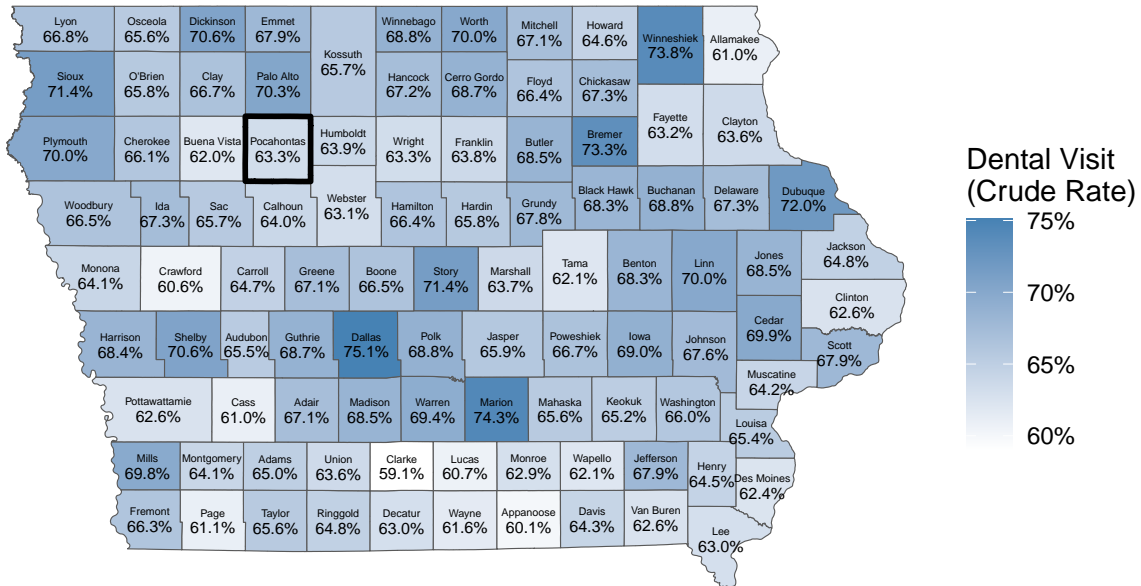 Lyon
66.8%
Osceola
65.6%
Dickinson
70.6%
Emmet
67.9%
Kossuth
65.7%
Winnebago
68.8%
Worth
70.0%
Mitchell
67.1%
Howard
64.6%
Winneshiek
73.8%
Allamakee
61.0%
Sioux
71.4%
O'Brien
65.8%
Clay
66.7%
Palo Alto
70.3%
Hancock
67.2%
Cerro Gordo
68.7%
Floyd
66.4%
Chickasaw
67.3%
Plymouth
70.0%
Cherokee
66.1%
Buena Vista
62.0%
Pocahontas
63.3%
Humboldt
63.9%
Wright
63.3%
Franklin
63.8%
Butler
68.5%
Bremer
73.3%
Fayette
63.2%
Clayton
63.6%
Woodbury
66.5%
Ida
67.3%
Sac
65.7%
Calhoun
64.0%
Webster
63.1%
Hamilton
66.4%
Hardin
65.8%
Grundy
67.8%
Black Hawk
68.3%
Buchanan
68.8%
Delaware
67.3%
Dubuque
72.0%
Monona
64.1%
Crawford
60.6%
Carroll
64.7%
Greene
67.1%
Boone
66.5%
Story
71.4%
Marshall
63.7%
Tama
62.1%
Benton
68.3%
Linn
70.0%
Jones
68.5%
Jackson
64.8%
Clinton
62.6%
Harrison
68.4%
Shelby
70.6%
Audubon
65.5%
Guthrie
68.7%
Dallas
75.1%
Polk
68.8%
Jasper
65.9%
Poweshiek
66.7%
Iowa
69.0%
Johnson
67.6%
Cedar
69.9%
Scott
67.9%
Muscatine
64.2%
Pottawattamie
62.6%
Cass
61.0%
Adair
67.1%
Madison
68.5%
Warren
69.4%
Marion
74.3%
Mahaska
65.6%
Keokuk
65.2%
Washington
66.0%
Louisa
65.4%
Mills
69.8%
Montgomery
64.1%
Adams
65.0%
Union
63.6%
Clarke
59.1%
Lucas
60.7%
Monroe
62.9%
Wapello
62.1%
Jefferson
67.9%
Henry
64.5%
Des Moines
62.4%
Fremont
66.3%
Page
61.1%
Taylor
65.6%
Ringgold
64.8%
Decatur
63.0%
Wayne
61.6%
Appanoose
60.1%
Davis
64.3%
Van Buren
62.6%
Lee
63.0%
Dental Visit
(Crude Rate)
75%
70%
65%
60%